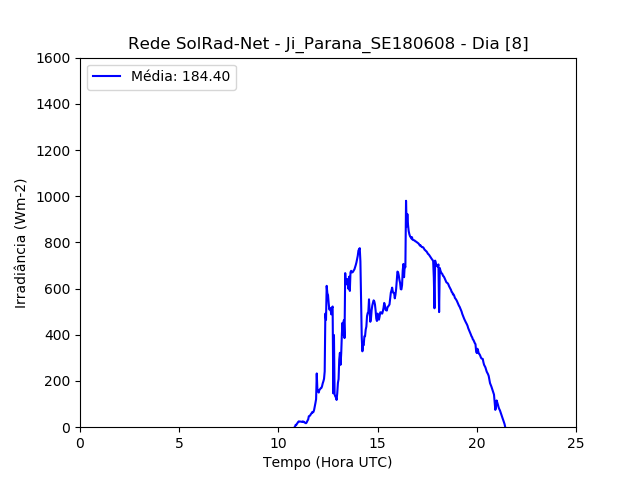 Rede SolRad-Net - Ji_Parana_SE180608 - Dia [8]
Média: 184.40
Irradiância (Wm-2)
1600
1400
1200
1000
800
600
400
200
0
0 5 10 15 20 25
Tempo (Hora UTC)